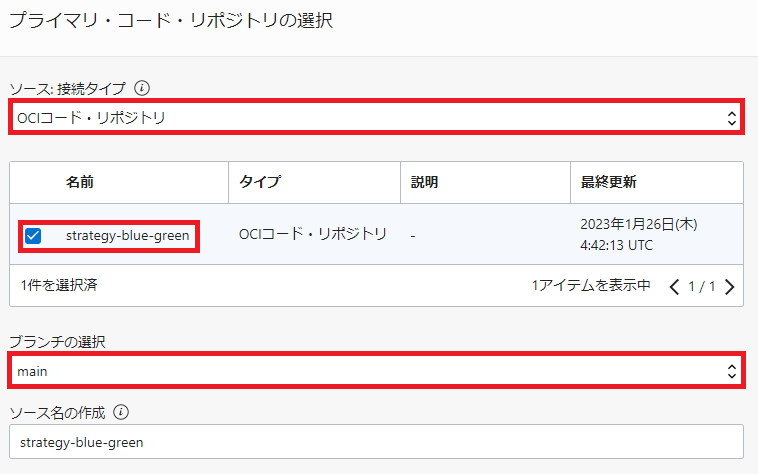 プライマリ・コード・リポジトリの選択
ソース: 接続タイプ
OCIコード・リポジトリ
名前 タイプ 説明 最終更新
strategy-blue-green OCIコード・リポジトリ - 2023年1月26日(木)
4:42:13 UTC
1件を選択済 1アイテムを表示中 1 / 1
ブランチの選択
main
ソース名の作成
strategy-blue-green